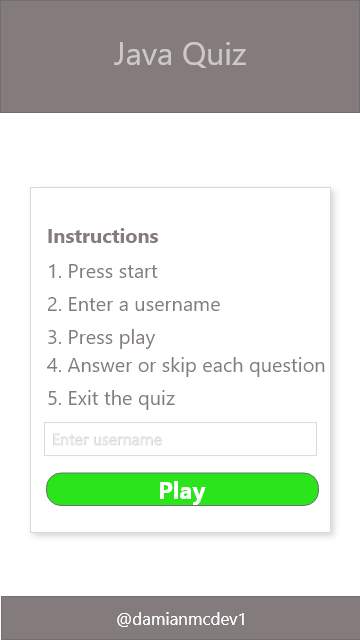 Java Quiz
Instructions
1. Press start
2. Enter a username
3. Press play
4. Answer or skip each question
5. Exit the quiz
Enter username
Play
@damianmcdev1